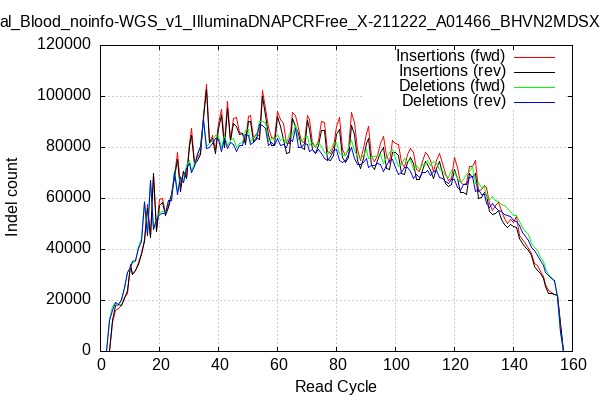 al_Blood_noinfo-WGS_v1_IlluminaDNAPCRFree_X-211222_A01466_BHVN2MDSX
120000
100000
80000
60000
40000
20000
0
Indel count
Insertions (fwd)
Insertions (rev)
Deletions (fwd)
Deletions (rev)
0 20 40 60 80 100 120 140 160
Read Cycle